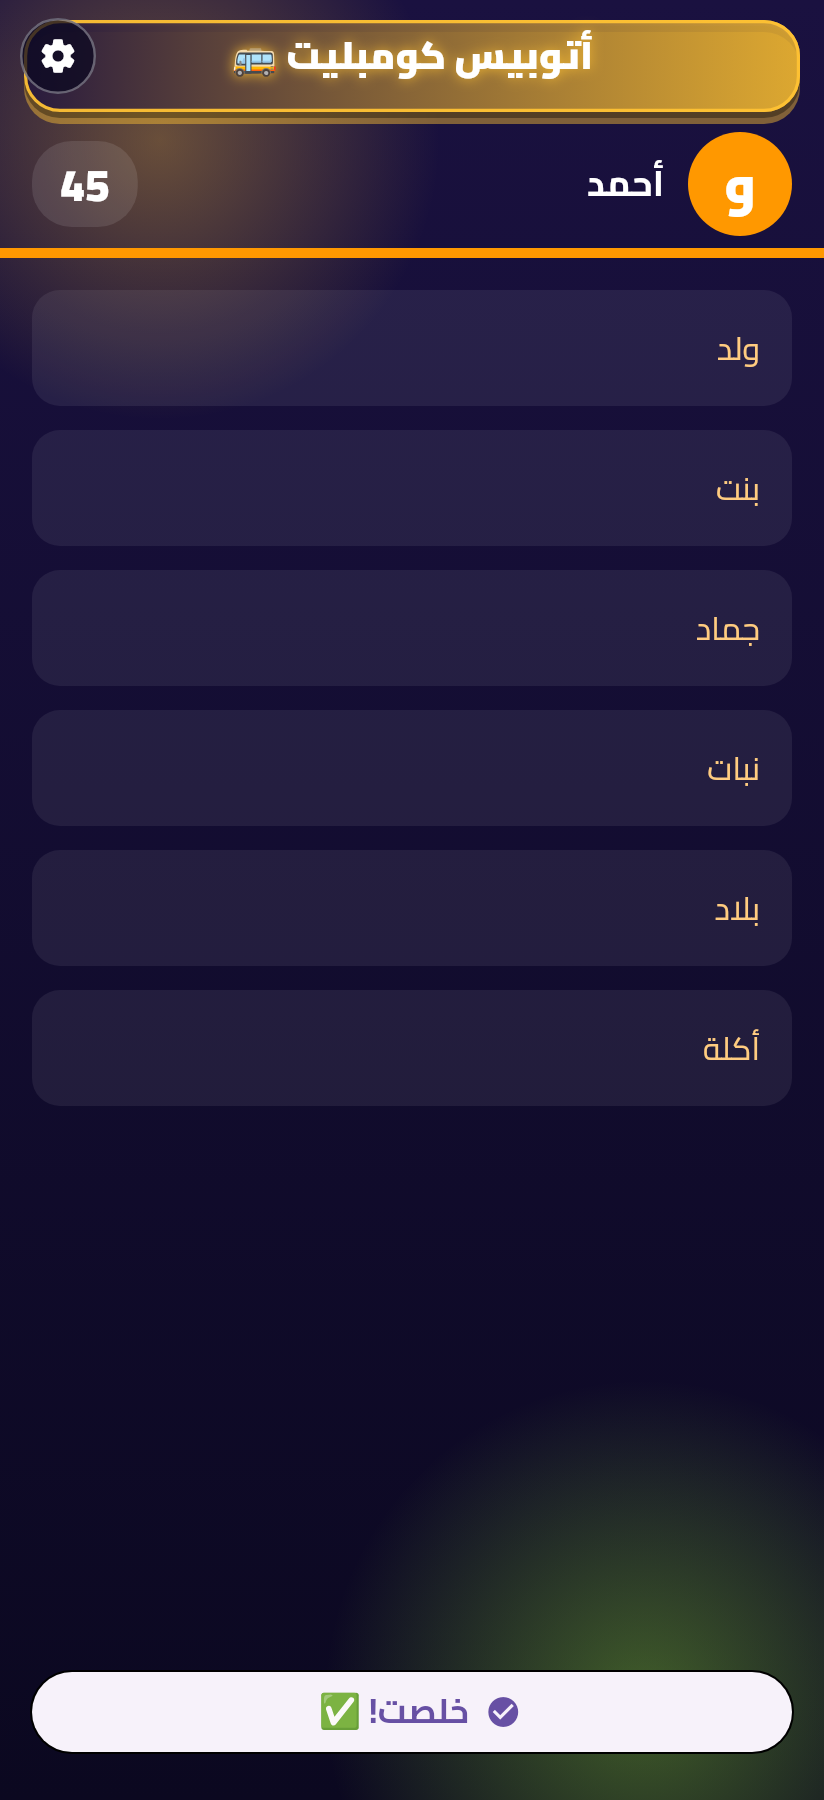 أتوبيس كومبليت 🚌
و
أحمد
45
ولد
بنت
جماد
نبات
بلاد
أكلة
خلصت! ✅